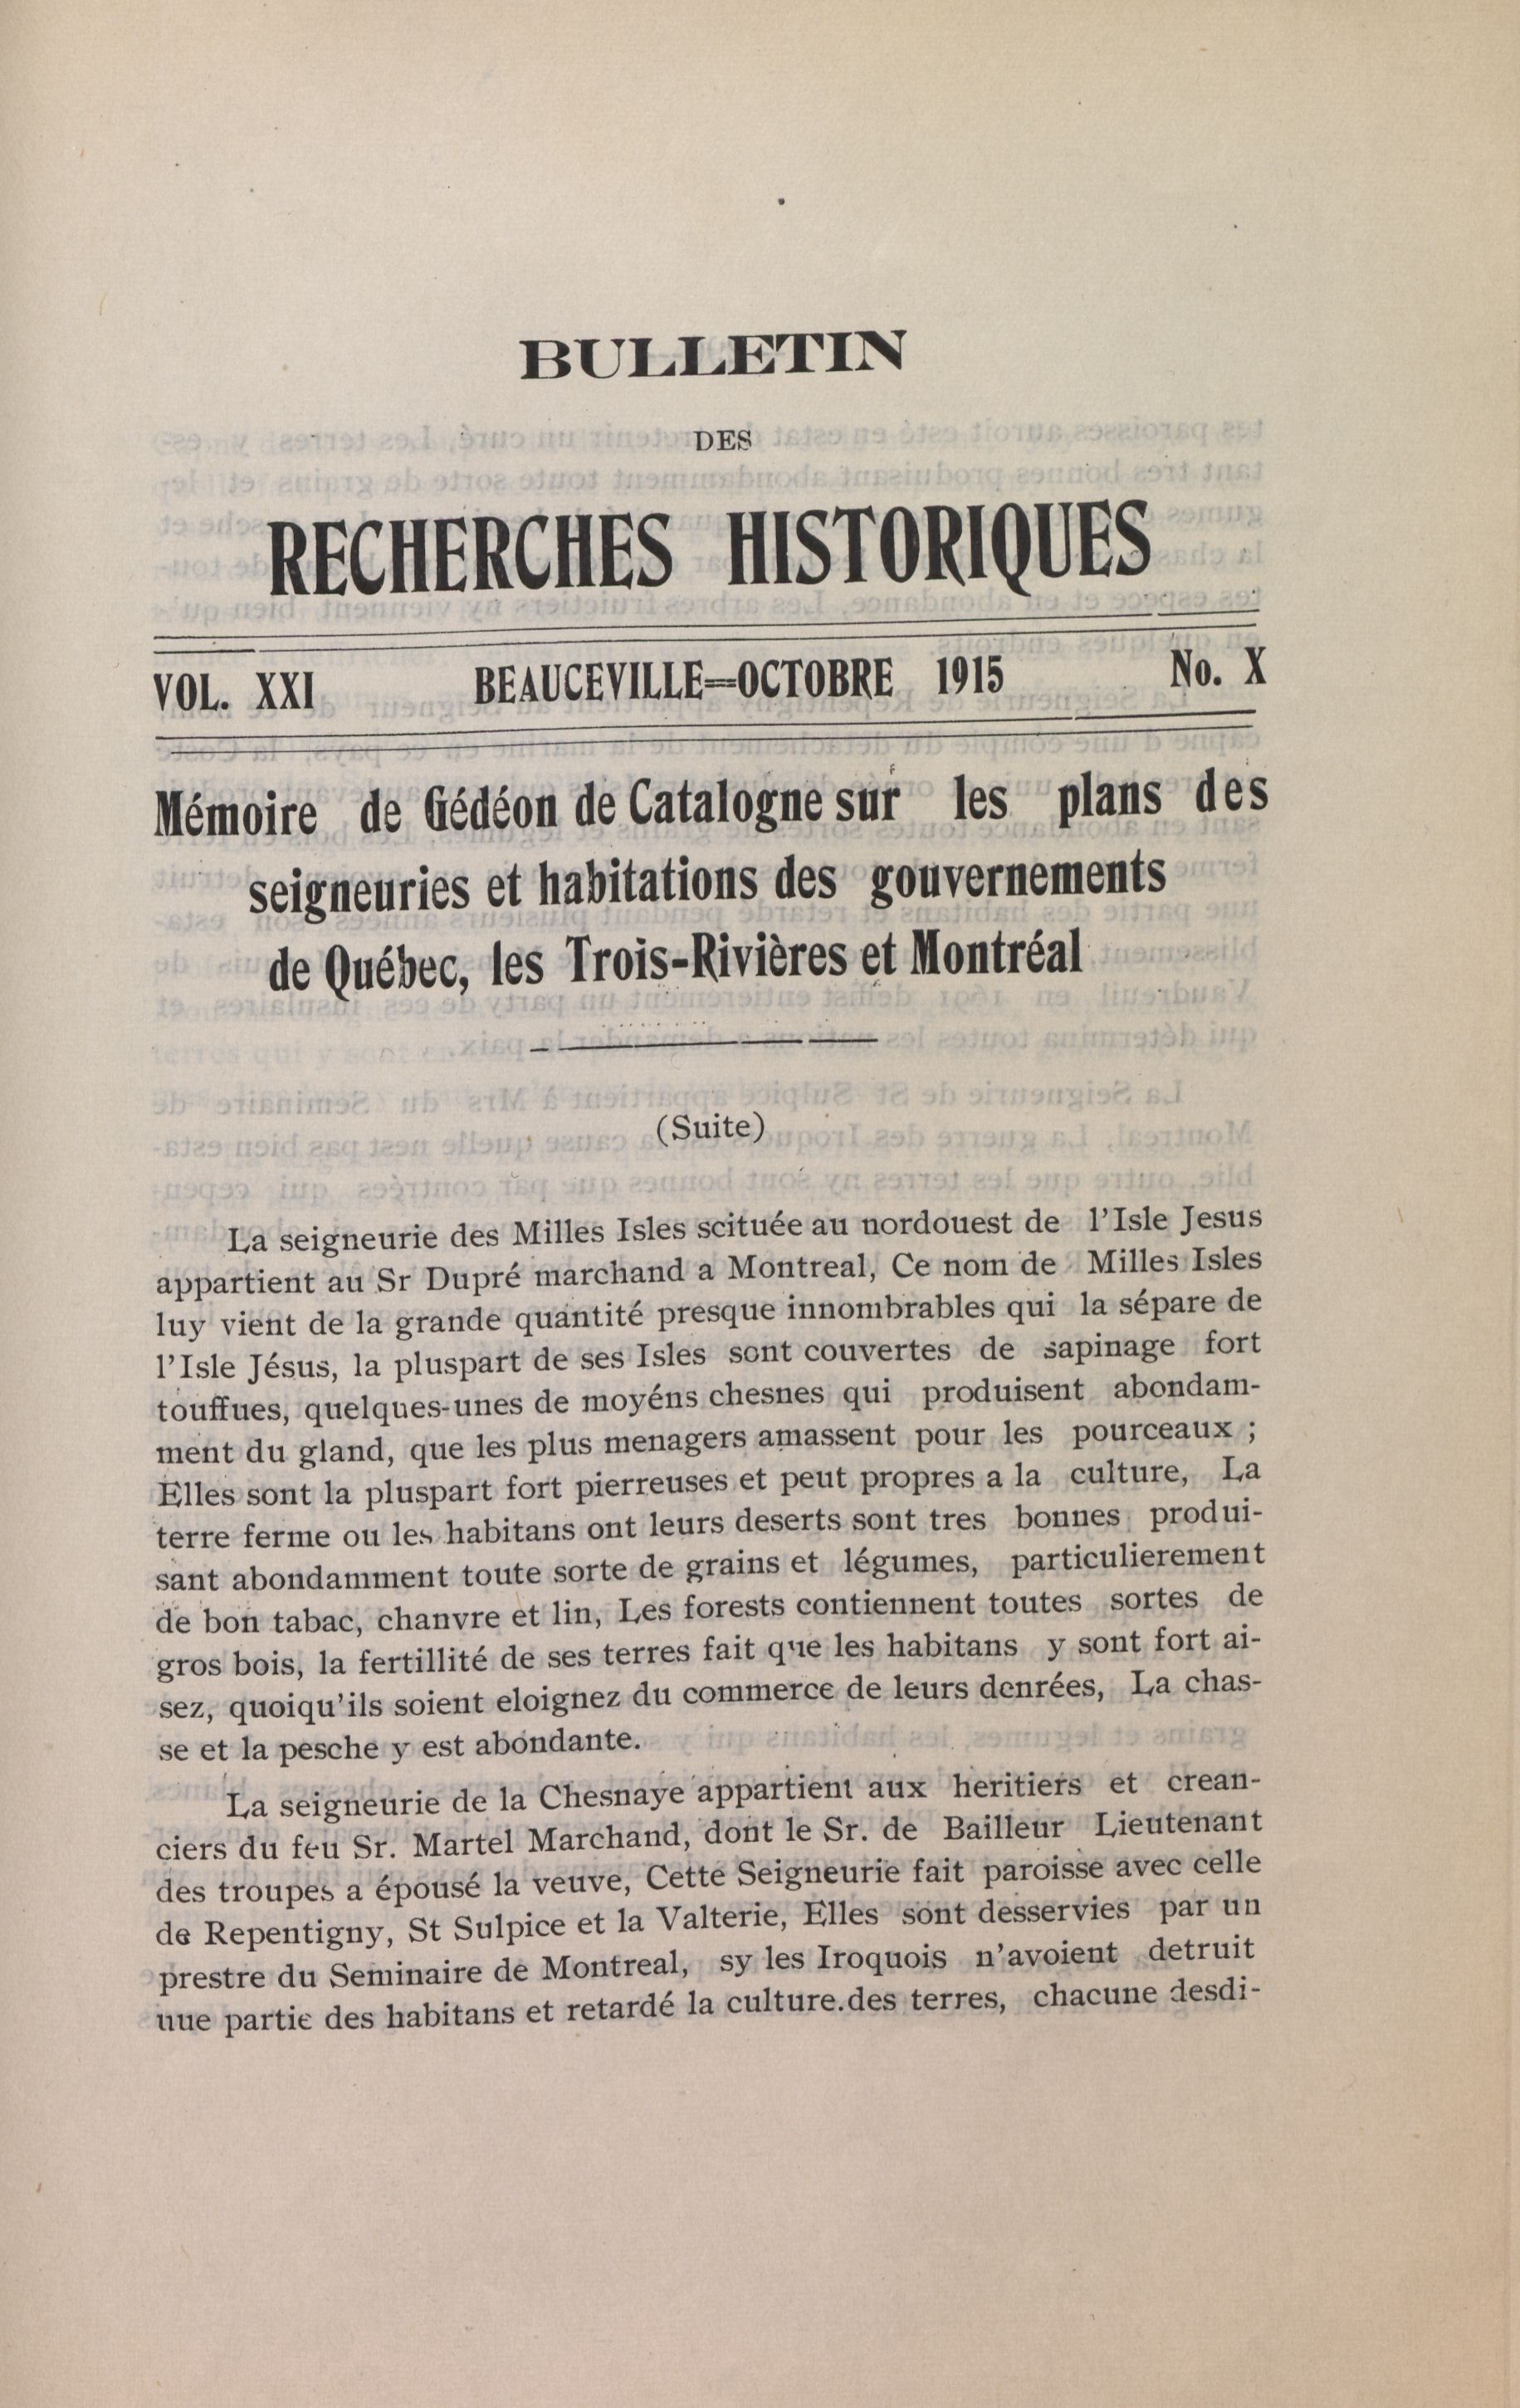 BULLETIN
DES
RECHERCHES HISTORIQUES
VOL. XXI BEAUCEVILLE=OCTOBRE 1915 No. X
Mémoire de Gédéon de Catalogne sur les plans des
seigneuries et habitations des gouvernements
de Québec, les Trois-Rivières et Montréal
(Suite)
La seigneurie des Milles Isles scituée au nordouest de l'Isle Jesus
appartient au Sr Dupré marchand a Montreal, Ce nom de Milles Isles
luy vient de la grande quantité presque innombrables qui la sépare de
l'Isle Jésus, la pluspart de ses Isles sont couvertes de sapinage fort
touffues, quelques-unes de moyéns chesnes qui produisent abondam-
ment du gland, que les plus menagers amassent pour les pourceaux ;
Elles sont la pluspart fort pierreuses et peut propres a la culture, La
terre ferme ou les habitans ont leurs deserts sont tres bonnes produi-
sant abondamment toute sorte de grains et légumes, particulierement
de bon tabac, chanvre et lin, Les forests contiennent toutes sortes de
gros bois, la fertillité de ses terres fait que les habitans y sont fort ai-
sez, quoiqu'ils soient eloignez du commerce de leurs denrées, La chas-
se et la pesche y est abondante.
La seigneurie de la Chesnaye appartient aux heritiers et crean-
ciers du feu Sr. Martel Marchand, dont le Sr. de Bailleur Lieutenant
des troupes a épousé la veuve, Cette Seigneurie fait paroisse avec celle
de Repentigny, St Sulpice et la Valterie, Elles sont desservies par un
prestre du Seminaire de Montreal, sy les Iroquois n'avoient detruit
uue partie des habitans et retardé la culture.des terres, chacune desdi-